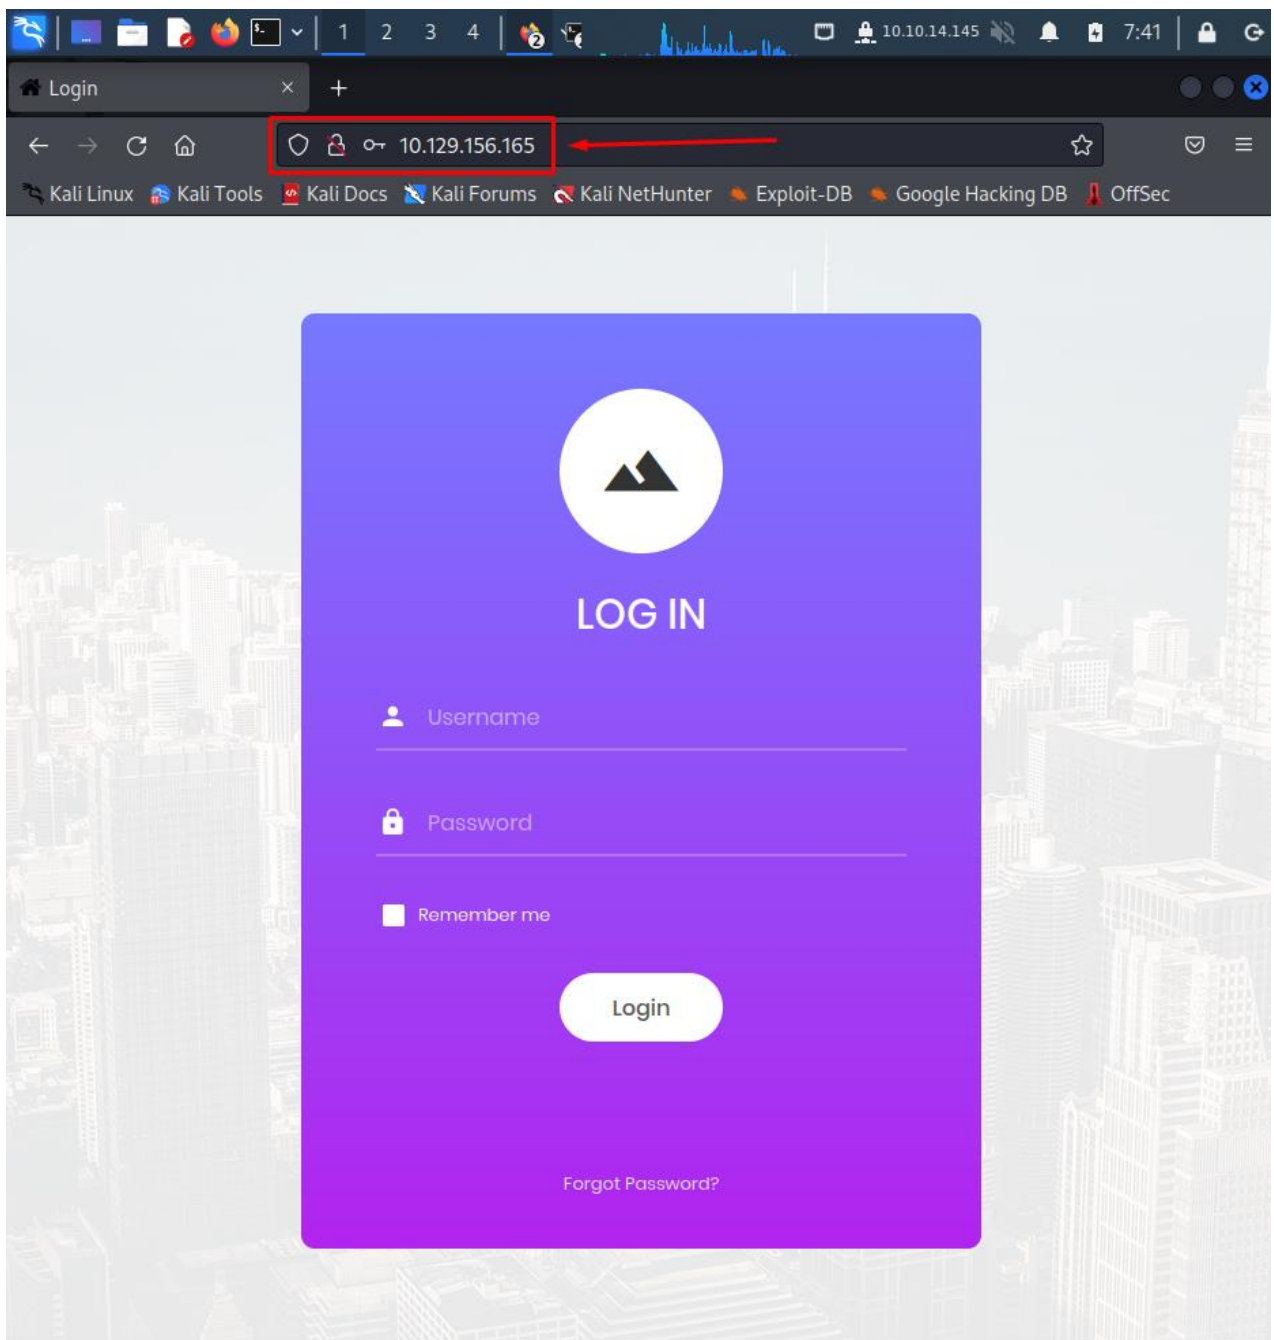 1 2 3 4 2 10.10.14.145 7:41
Login
10.129.156.165
Kali Linux Kali Tools Kali Docs Kali Forums Kali NetHunter Exploit-DB Google Hacking DB OffSec
LOG IN
Username
Password
Remember me
Login
Forgot Password?